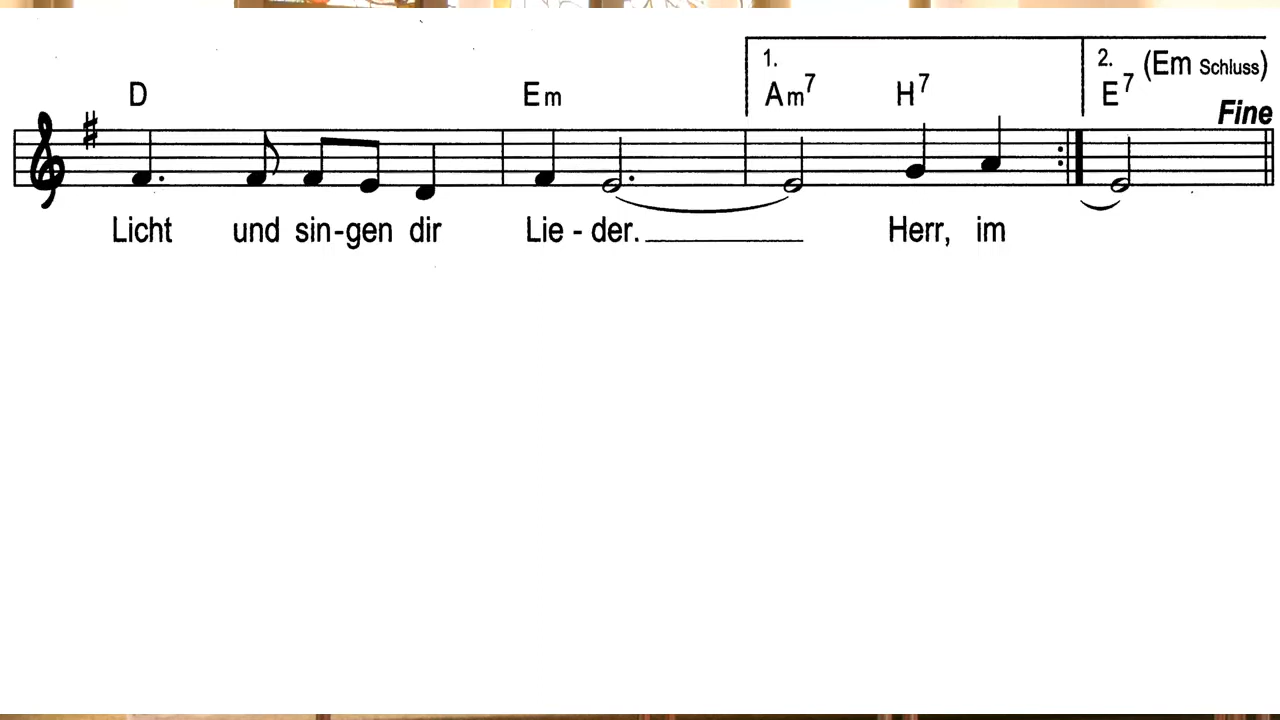 1. 2. (Em Schluss)
D Em Am7 H7 E7
Fine
Licht und sin-gen dir Lie - der. Herr, im